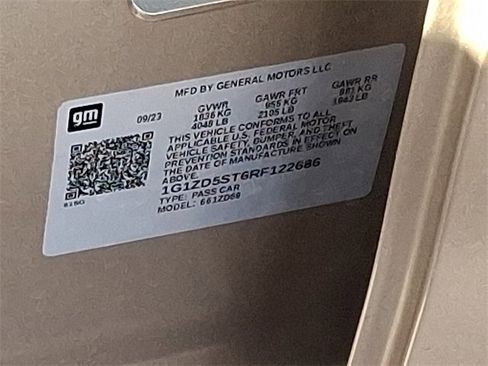 MFD BY GENERAL MOTORS LLC
gm
09/23 GVWR GAWR FRT GAWR RR
1836 KG 955 KG 881 KG
4048 LB 2105 LB 1943 LB
THIS VEHICLE CONFORMS TO ALL
APPLICABLE U.S. FEDERAL MOTOR
VEHICLE SAFETY, BUMPER, AND THEFT
PREVENTION STANDARDS IN EFFECT ON
THE DATE OF MANUFACTURE SHOWN
ABOVE.
1G1ZD5ST6RF122686
TYPE: PASS CAR
MODEL: 661ZD69